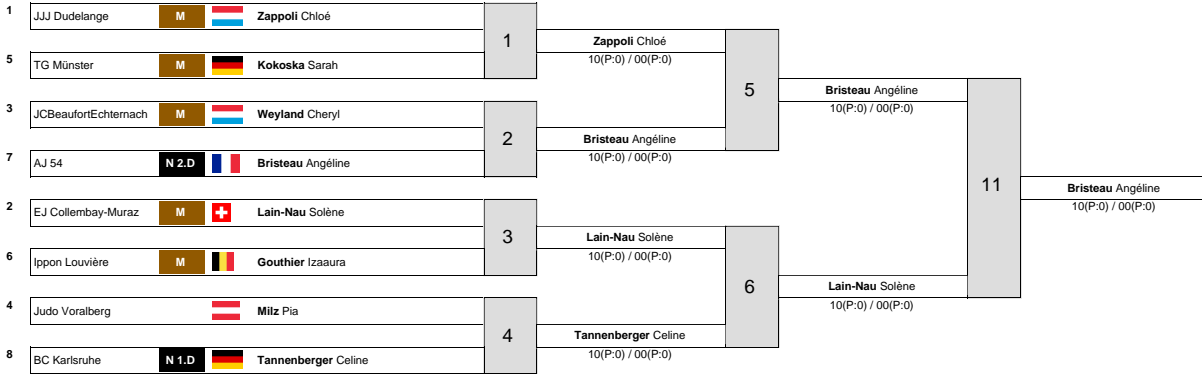 1 JJJ Dudelange M Zappoli Chloé
1
Zappoli Chloé
10(P:0) / 00(P:0)
5 TG Münster M Kokoska Sarah
5
Bristeau Angéline
10(P:0) / 00(P:0)
3 JCBeaufortEchternach M Weyland Cheryl
2
Bristeau Angéline
10(P:0) / 00(P:0)
7 AJ 54 N 2.D Bristeau Angéline
11
Bristeau Angéline
10(P:0) / 00(P:0)
2 EJ Collembay-Muraz M Lain-Nau Solène
3
Lain-Nau Solène
10(P:0) / 00(P:0)
6 Ippon Louvière M Gouthier Izaaura
6
Lain-Nau Solène
10(P:0) / 00(P:0)
4 Judo Voralberg Milz Pia
4
Tannenberger Celine
10(P:0) / 00(P:0)
8 BC Karlsruhe N 1.D Tannenberger Celine